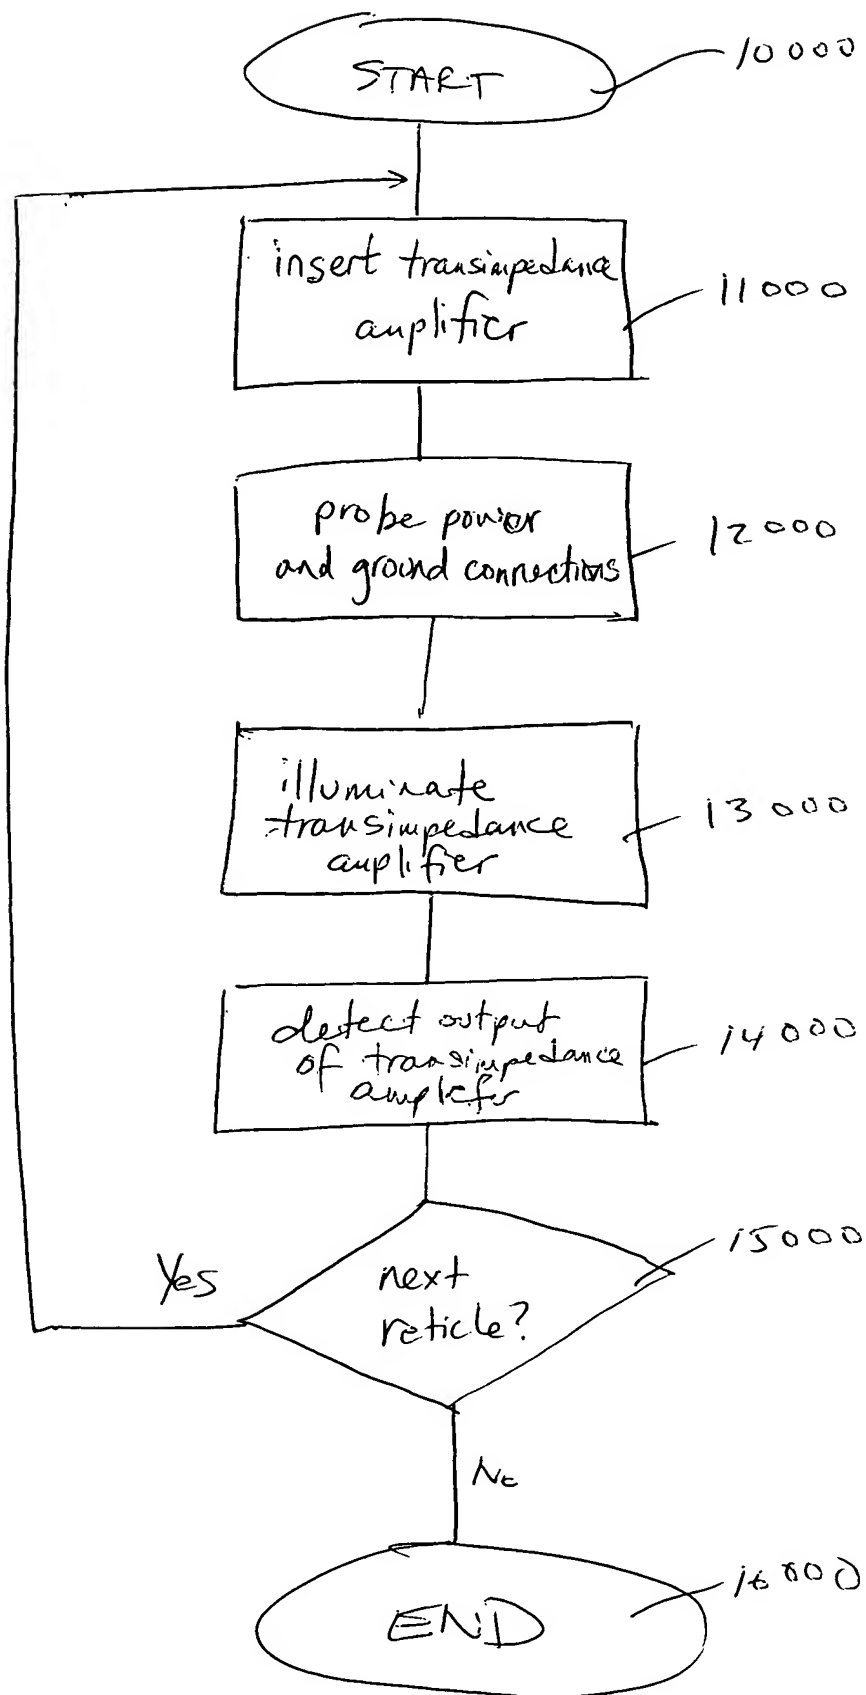 START
10000
insert transimpedance
amplifier
11000
probe power
and ground connections
12000
illuminate
transimpedance
amplifier
13000
detect output
of transimpedance
amplifier
14000
next
reticle?
15000
Yes
No
END
16000